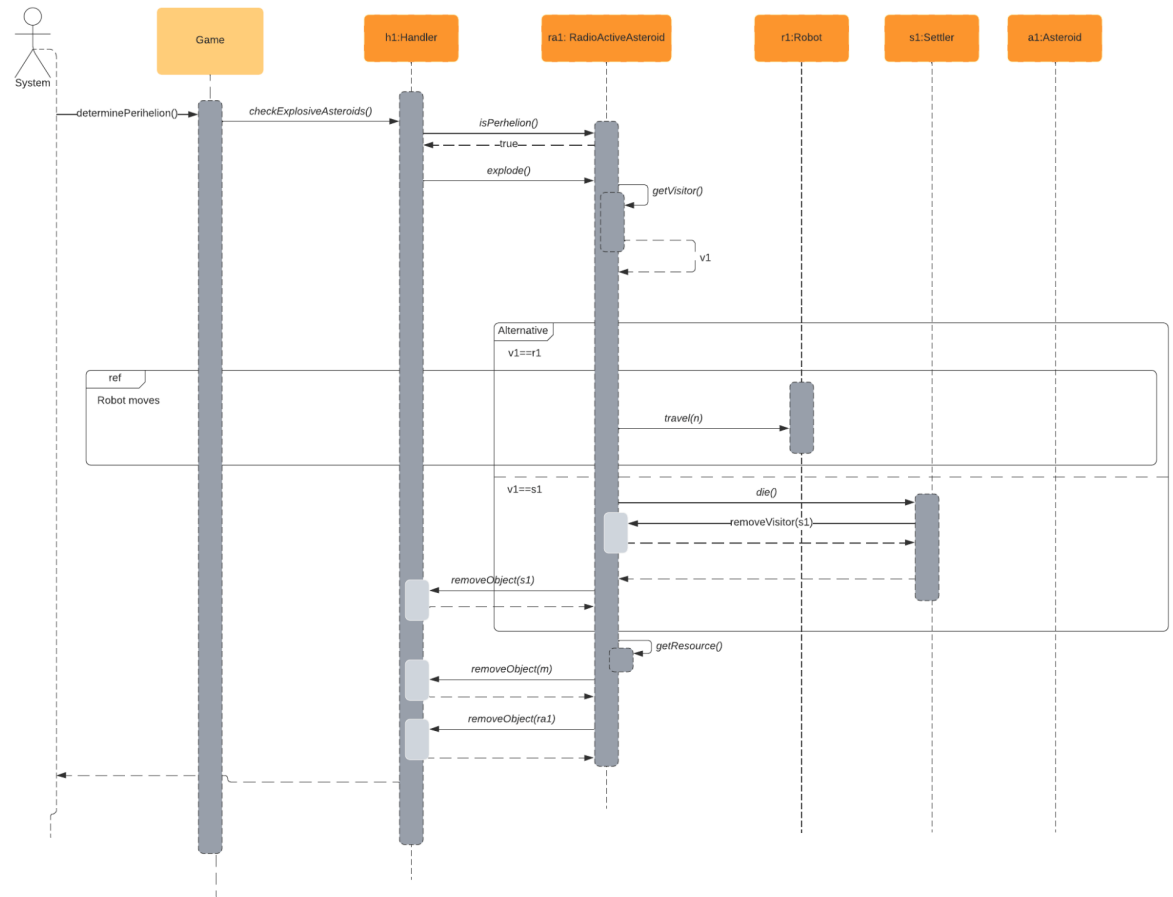 System
Game
h1:Handler
ra1: RadioActiveAsteroid
r1:Robot
s1:Settler
a1:Asteroid
determinePerihelion()
checkExplosiveAsteroids()
isPerhelion()
true
explode()
getVisitor()
v1
Alternative
v1==r1
ref
Robot moves
travel(n)
v1==s1
die()
removeVisitor(s1)
removeObject(s1)
getResource()
removeObject(m)
removeObject(ra1)